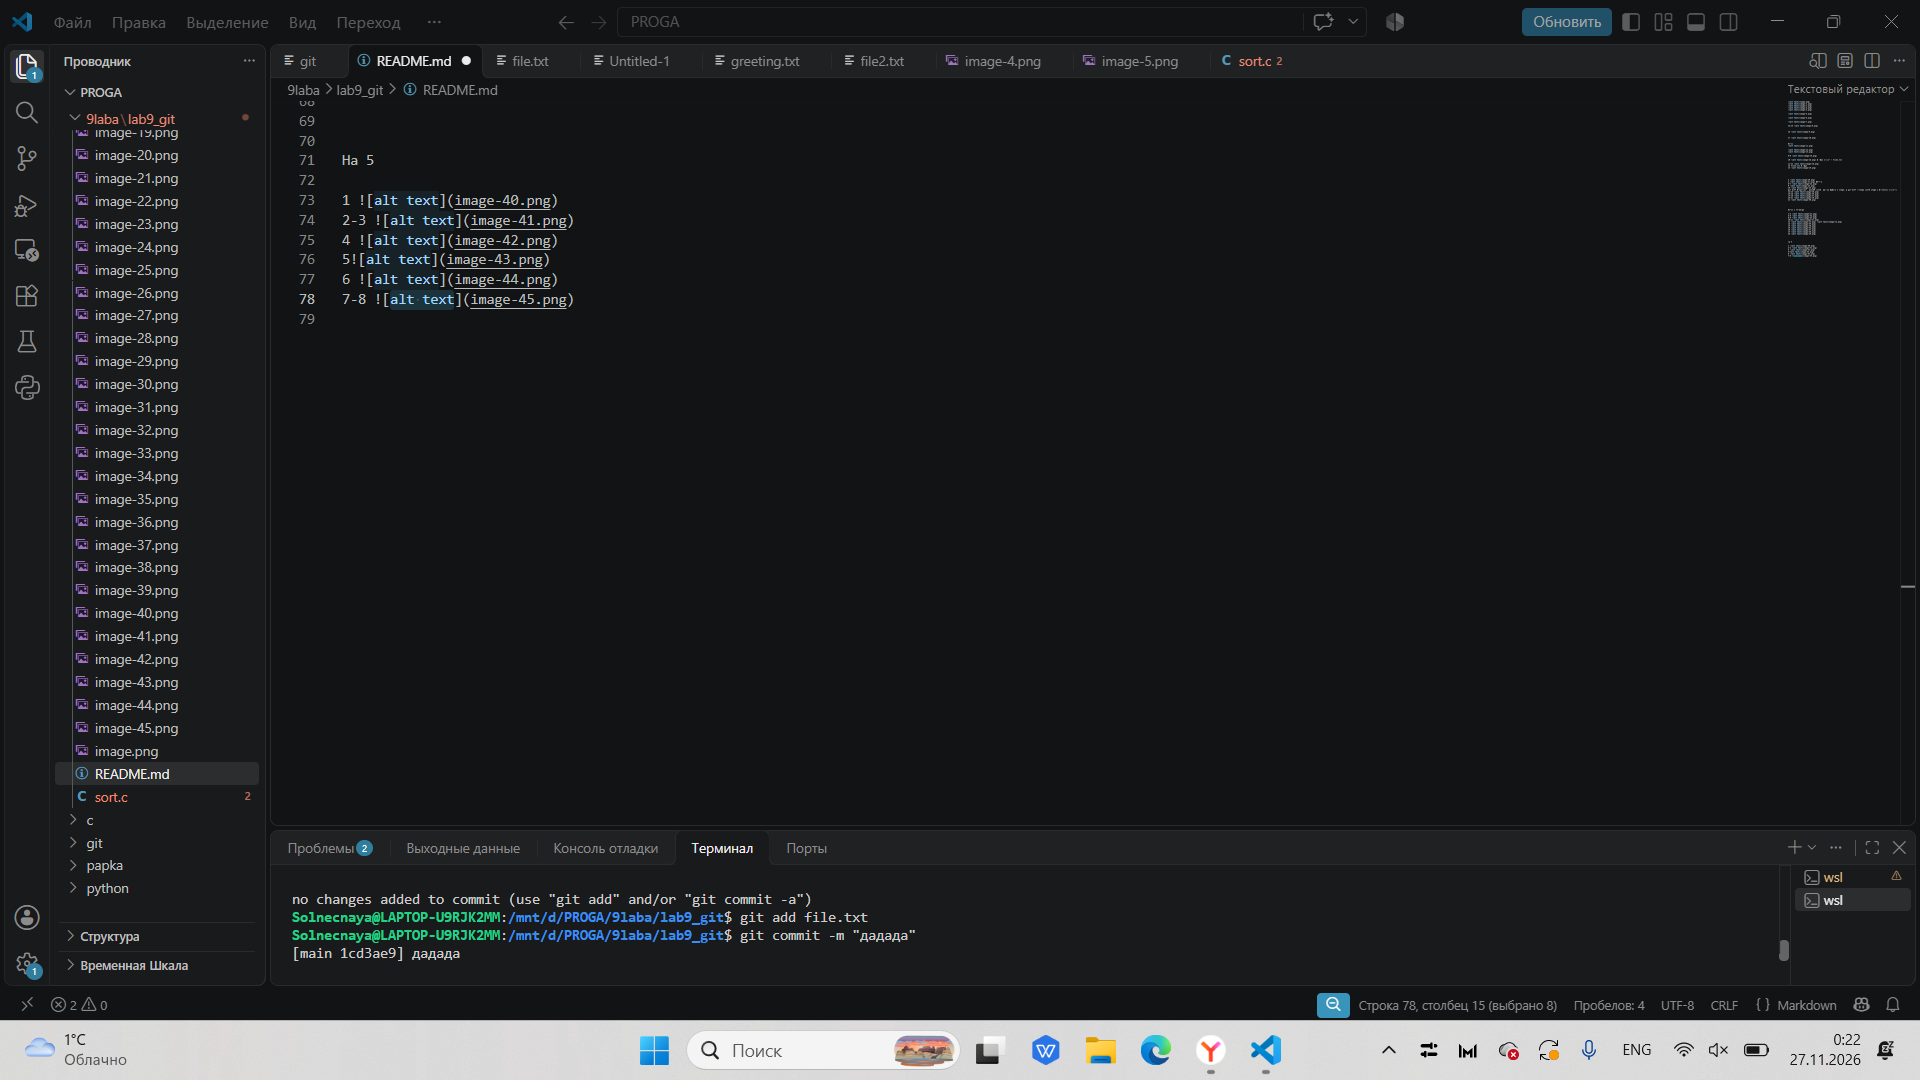 Файл Правка Выделение Вид Переход ··· PROGA Обновить
Проводник ···
PROGA
9laba\lab9_git
image-19.png
image-20.png
image-21.png
image-22.png
image-23.png
image-24.png
image-25.png
image-26.png
image-27.png
image-28.png
image-29.png
image-30.png
image-31.png
image-32.png
image-33.png
image-34.png
image-35.png
image-36.png
image-37.png
image-38.png
image-39.png
image-40.png
image-41.png
image-42.png
image-43.png
image-44.png
image-45.png
image.png
README.md
sort.c 2
c
git
papka
python
Структура
Временная Шкала
1
1
git README.md file.txt Untitled-1 greeting.txt file2.txt image-4.png image-5.png sort.c 2
9laba > lab9_git > README.md
Текстовый редактор
68
69
70
71 На 5
72
73 1 ![alt text](image-40.png)
74 2-3 ![alt text](image-41.png)
75 4 ![alt text](image-42.png)
76 5![alt text](image-43.png)
77 6 ![alt text](image-44.png)
78 7-8 ![alt text](image-45.png)
79
Проблемы 2 Выходные данные Консоль отладки Терминал Порты
no changes added to commit (use "git add" and/or "git commit -a")
Solnecnaya@LAPTOP-U9RJK2MM:/mnt/d/PROGA/9laba/lab9_git$ git add file.txt
Solnecnaya@LAPTOP-U9RJK2MM:/mnt/d/PROGA/9laba/lab9_git$ git commit -m "дадада"
[main 1cd3ae9] дадада
wsl
wsl
2 0 Строка 78, столбец 15 (выбрано 8) Пробелов: 4 UTF-8 CRLF { } Markdown
1°C
Облачно
Поиск
ENG
0:22
27.11.2026